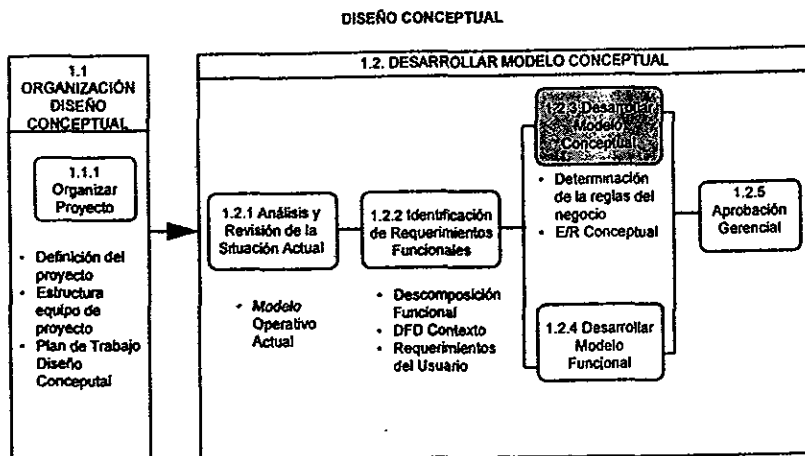 DISEÑO CONCEPTUAL
1.1
ORGANIZACIÓN
DISEÑO
CONCEPTUAL
1.1.1
Organizar
Proyecto
• Definición del
proyecto
• Estructura
equipo de
proyecto
• Plan de Trabajo
Diseño
Conceputal
1.2. DESARROLLAR MODELO CONCEPTUAL
1.2.1 Análisis y
Revisión de la
Situación Actual
• Modelo
Operativo
Actual
1.2.2 Identificación
de Requerimientos
Funcionales
• Descomposición
Funcional
• DFD Contexto
• Requerimientos
del Usuario
1.2.3 Desarrollar
Modelo
Conceptual
• Determinación
de la reglas del
negocio
• E/R Conceptual
1.2.4 Desarrollar
Modelo
Funcional
1.2.5
Aprobación
Gerencial